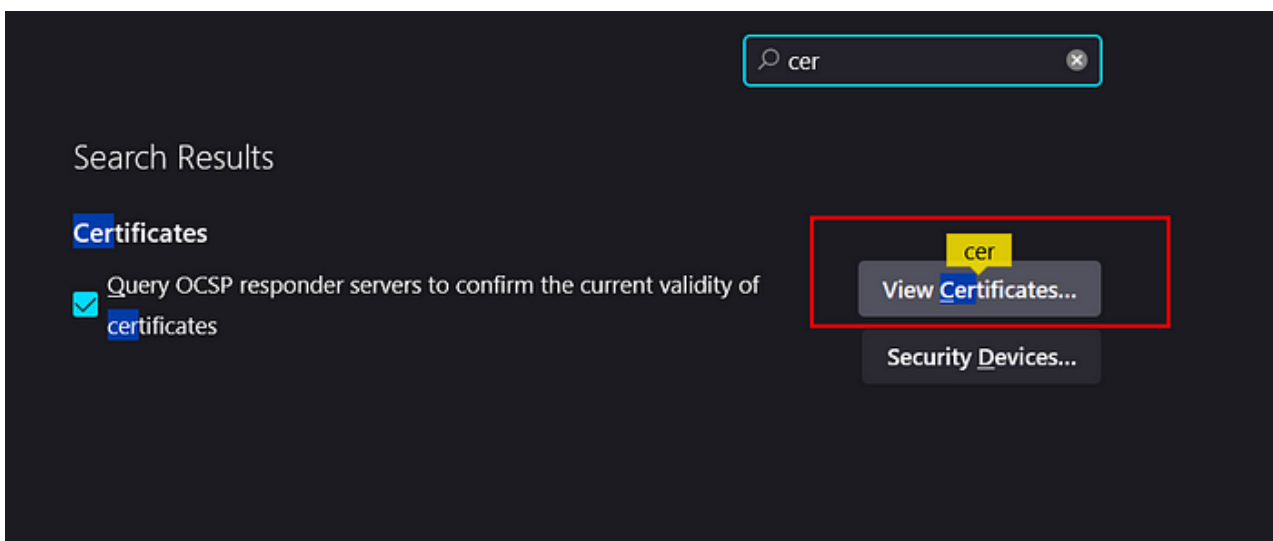 cer
Search Results
Certificates
Query OCSP responder servers to confirm the current validity of
certificates
cer
View Certificates...
Security Devices...